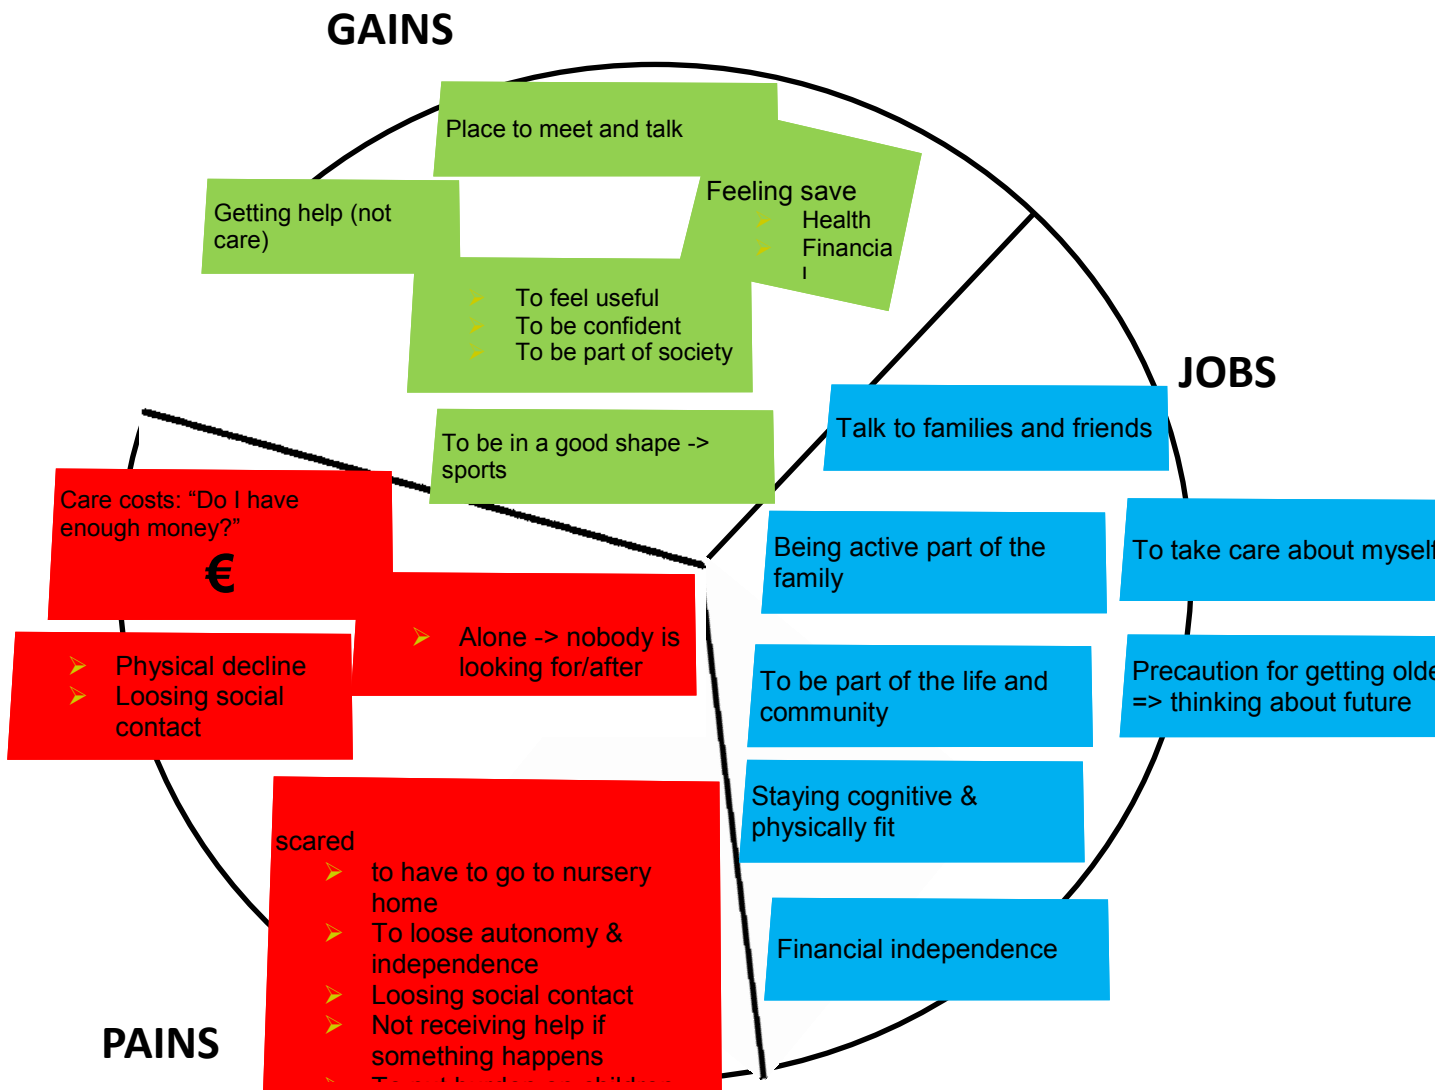 GAINS
Place to meet and talk
Feeling save
Health
Financia
l
Getting help (not
care)
To feel useful
To be confident
To be part of society
To be in a good shape ->
sports
JOBS
Talk to families and friends
Being active part of the
family
To take care about myself
To be part of the life and
community
Precaution for getting olde
=> thinking about future
Staying cognitive &
physically fit
Financial independence
Care costs: “Do I have
enough money?”
€
Alone -> nobody is
looking for/after
Physical decline
Loosing social
contact
scared
to have to go to nursery
home
To loose autonomy &
independence
Loosing social contact
Not receiving help if
something happens
PAINS